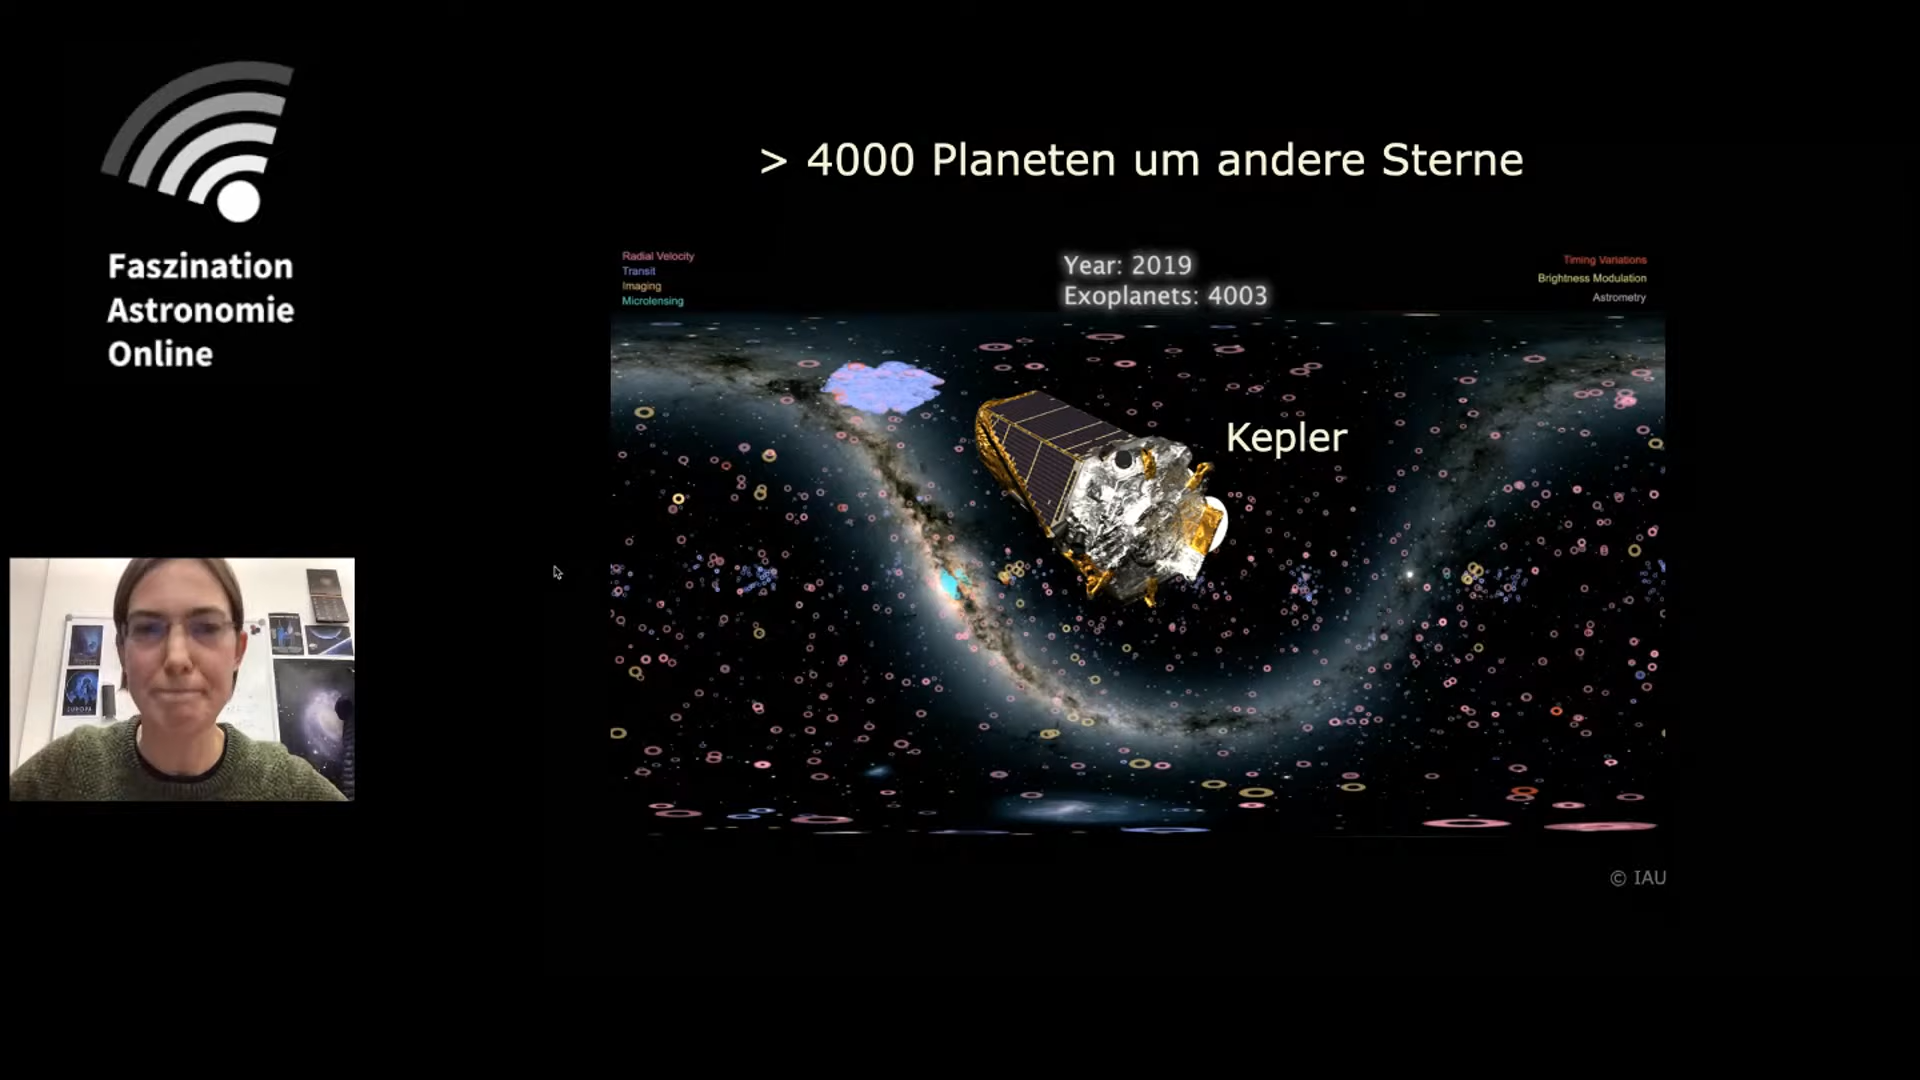 Faszination
Astronomie
Online
> 4000 Planeten um andere Sterne
Radial Velocity
Transit
Imaging
Microlensing
Year: 2019
Exoplanets: 4003
Timing Variations
Brightness Modulation
Astrometry
Kepler
EUROPA
© IAU